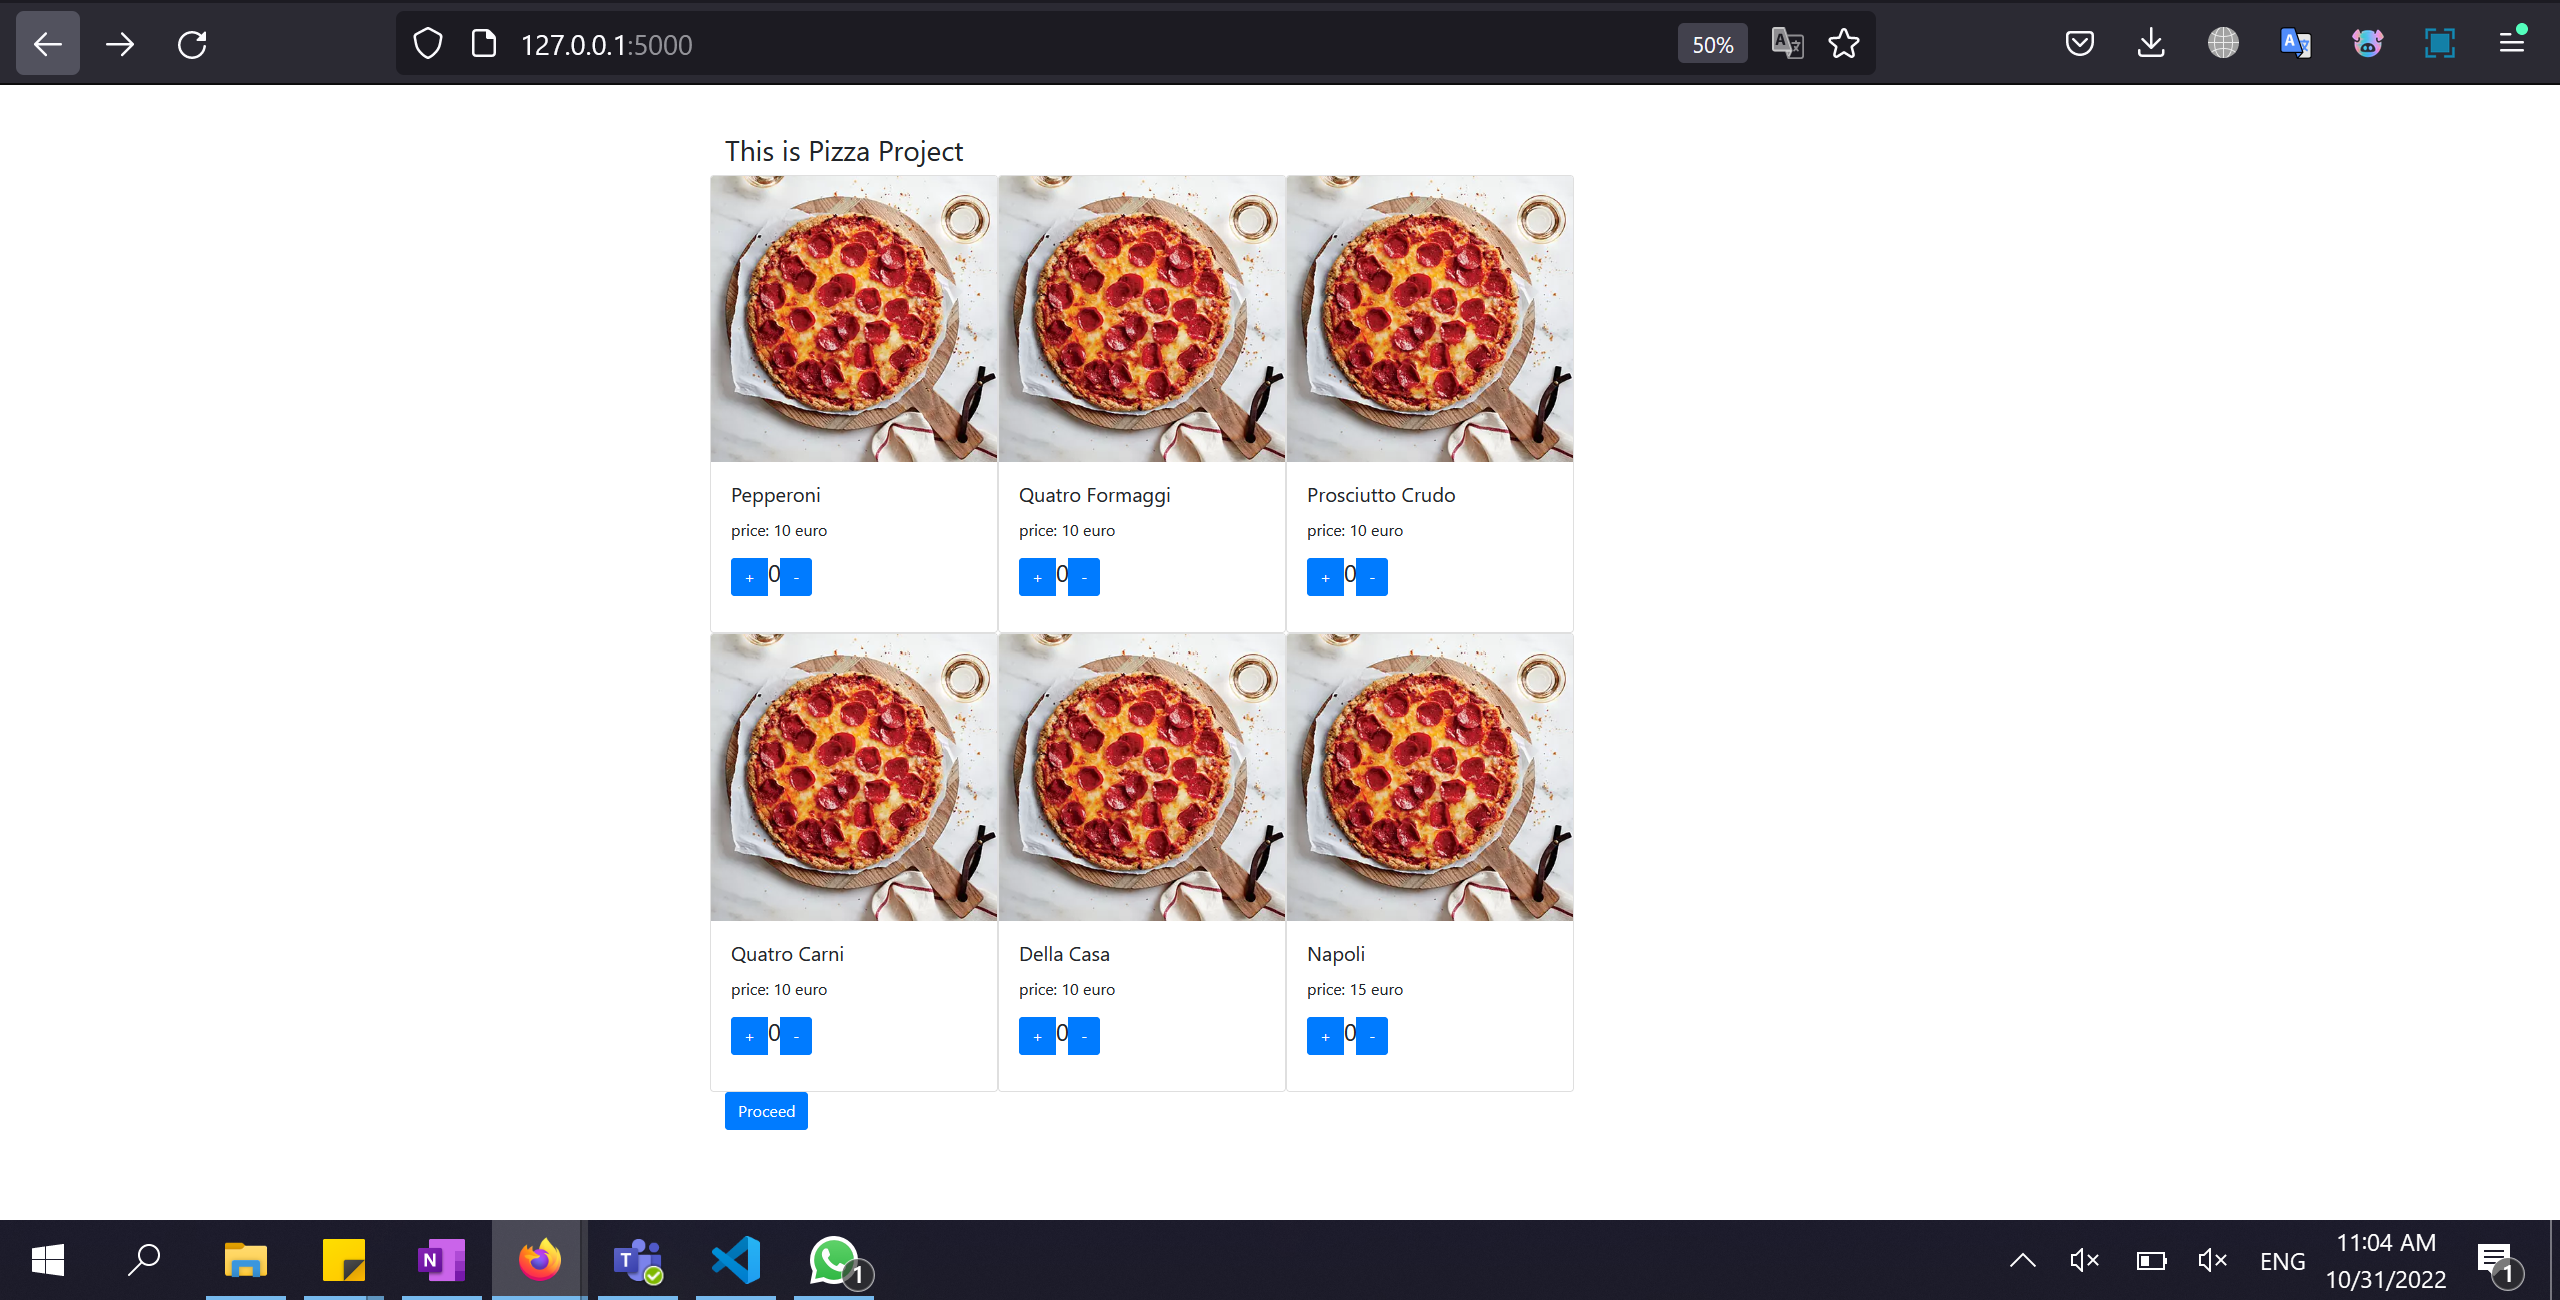 127.0.0.1:5000
50%
This is Pizza Project
Pepperoni
price: 10 euro
+ 0 -
Quatro Formaggi
price: 10 euro
+ 0 -
Prosciutto Crudo
price: 10 euro
+ 0 -
Quatro Carni
price: 10 euro
+ 0 -
Della Casa
price: 10 euro
+ 0 -
Napoli
price: 15 euro
+ 0 -
Proceed
N
T
1
ENG
11:04 AM
10/31/2022
1